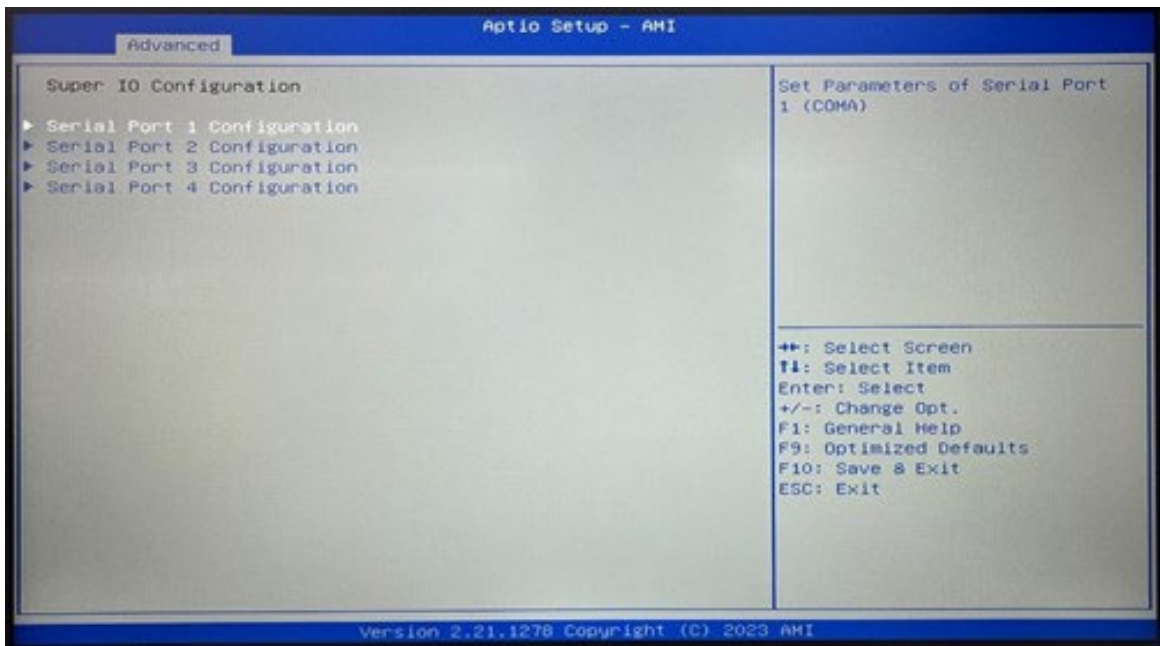 Aptio Setup - AMI
Advanced
Super IO Configuration
Serial Port 1 Configuration
Serial Port 2 Configuration
Serial Port 3 Configuration
Serial Port 4 Configuration
Set Parameters of Serial Port
1 (COMA)
→←: Select Screen
↑↓: Select Item
Enter: Select
+/-: Change Opt.
F1: General Help
F9: Optimized Defaults
F10: Save & Exit
ESC: Exit
Version 2.21.1278 Copyright (C) 2023 AMI